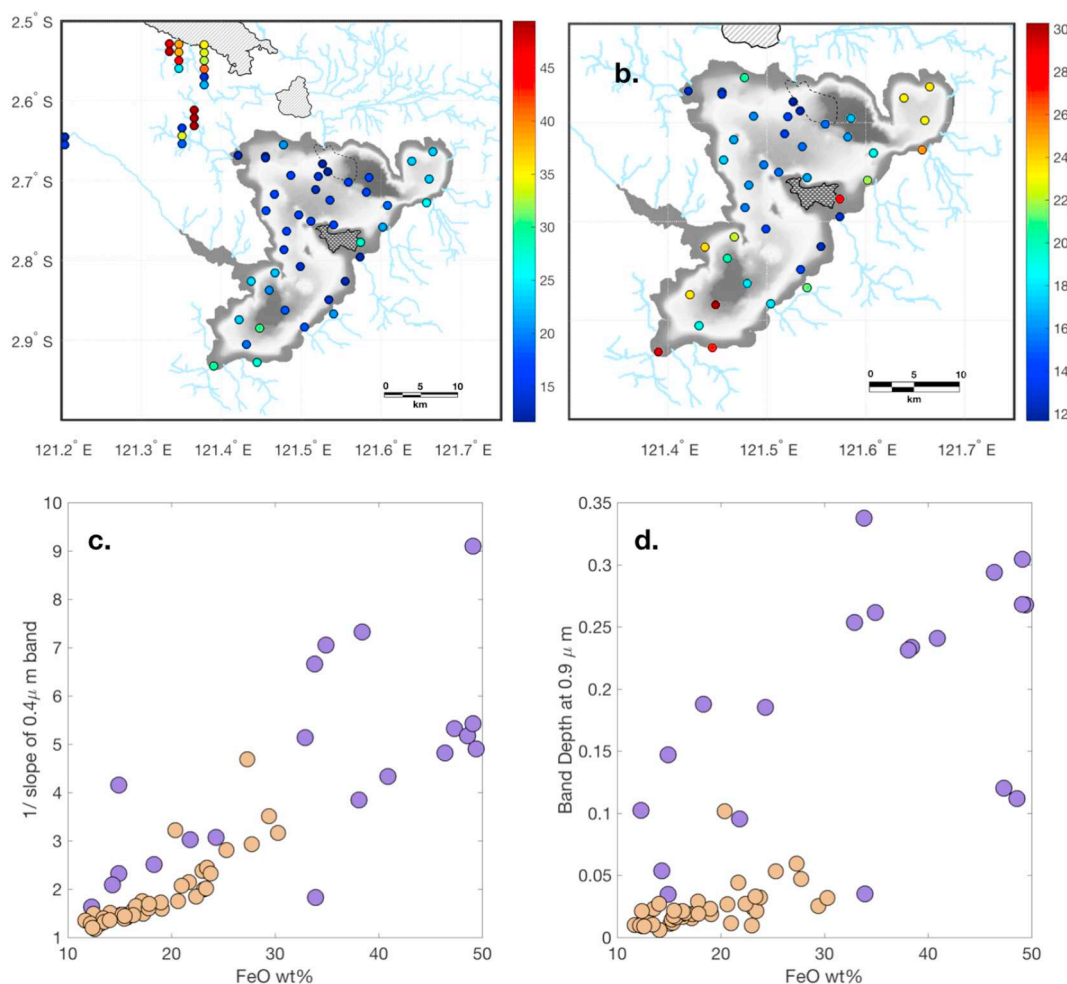 2.5° S
2.6° S
2.7° S
2.8° S
2.9° S
121.2° E 121.3° E 121.4° E 121.5° E 121.6° E 121.7° E
0 5 10
km
45
40
35
30
25
20
15
b.
121.4° E 121.5° E 121.6° E 121.7° E
0 5 10
km
30
28
26
24
22
20
18
16
14
12
c.
1/ slope of 0.4μ m band
10
9
8
7
6
5
4
3
2
1
10 20 30 40 50
FeO wt%
d.
Band Depth at 0.9 μ m
0.35
0.3
0.25
0.2
0.15
0.1
0.05
0
10 20 30 40 50
FeO wt%